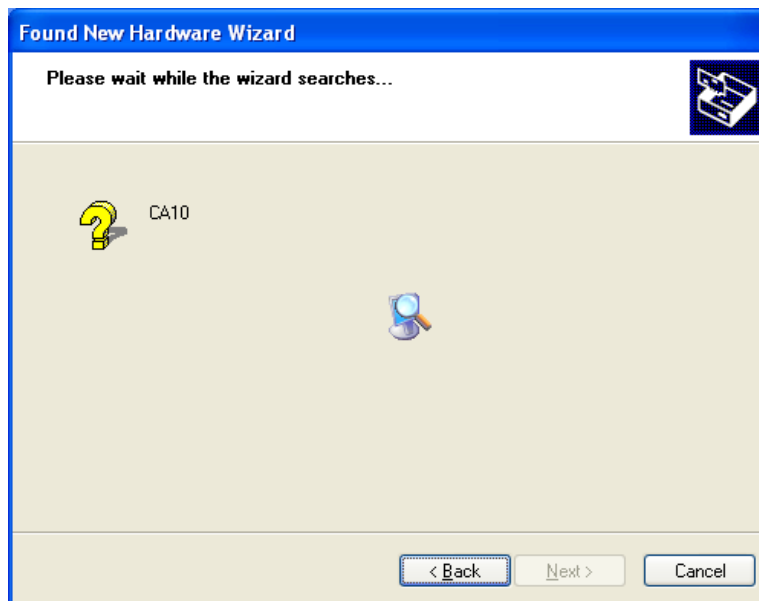 Found New Hardware Wizard
Please wait while the wizard searches...
CA10
< Back Next > Cancel